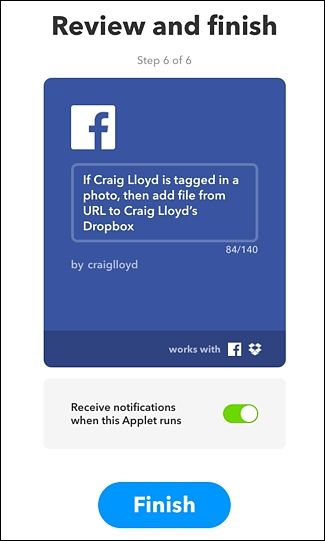 Review and finish
Step 6 of 6
If Craig Lloyd is tagged in a
photo, then add file from
URL to Craig Lloyd's
Dropbox
84/140
by craiglloyd
works with
Receive notifications
when this Applet runs
Finish